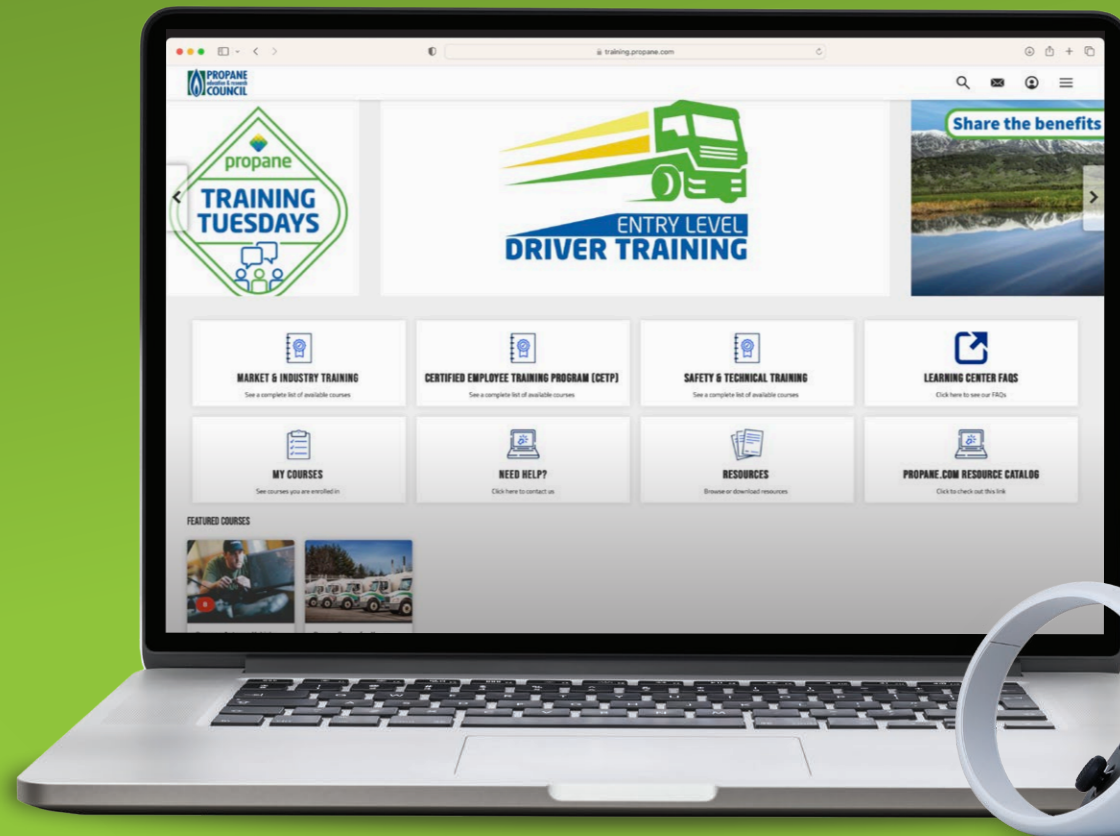 training.propane.com
PROPANE
education & research
COUNCIL
propane
TRAINING
TUESDAYS
ENTRY LEVEL
DRIVER TRAINING
Share the benefits
MARKET & INDUSTRY TRAINING
See a complete list of available courses
CERTIFIED EMPLOYEE TRAINING PROGRAM (CETP)
See a complete list of available courses
SAFETY & TECHNICAL TRAINING
See a complete list of available courses
LEARNING CENTER FAQS
Click here to see our FAQs
MY COURSES
See courses you are enrolled in
NEED HELP?
Click here to contact us
RESOURCES
Browse or download resources
PROPANE.COM RESOURCE CATALOG
Click to check out this link
FEATURED COURSES